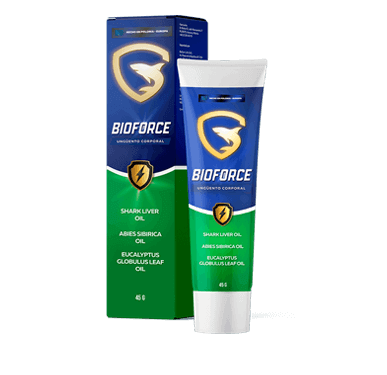 BIOFORCE
UNGÜENTO CORPORAL
SHARK LIVER
OIL
ABIES SIBIRICA
OIL
EUCALYPTUS
GLOBULUS LEAF
OIL
45 G
BIOFORCE
UNGÜENTO CORPORAL
SHARK LIVER OIL
ABIES SIBIRICA OIL
EUCALYPTUS
GLOBULUS LEAF OIL
45 G